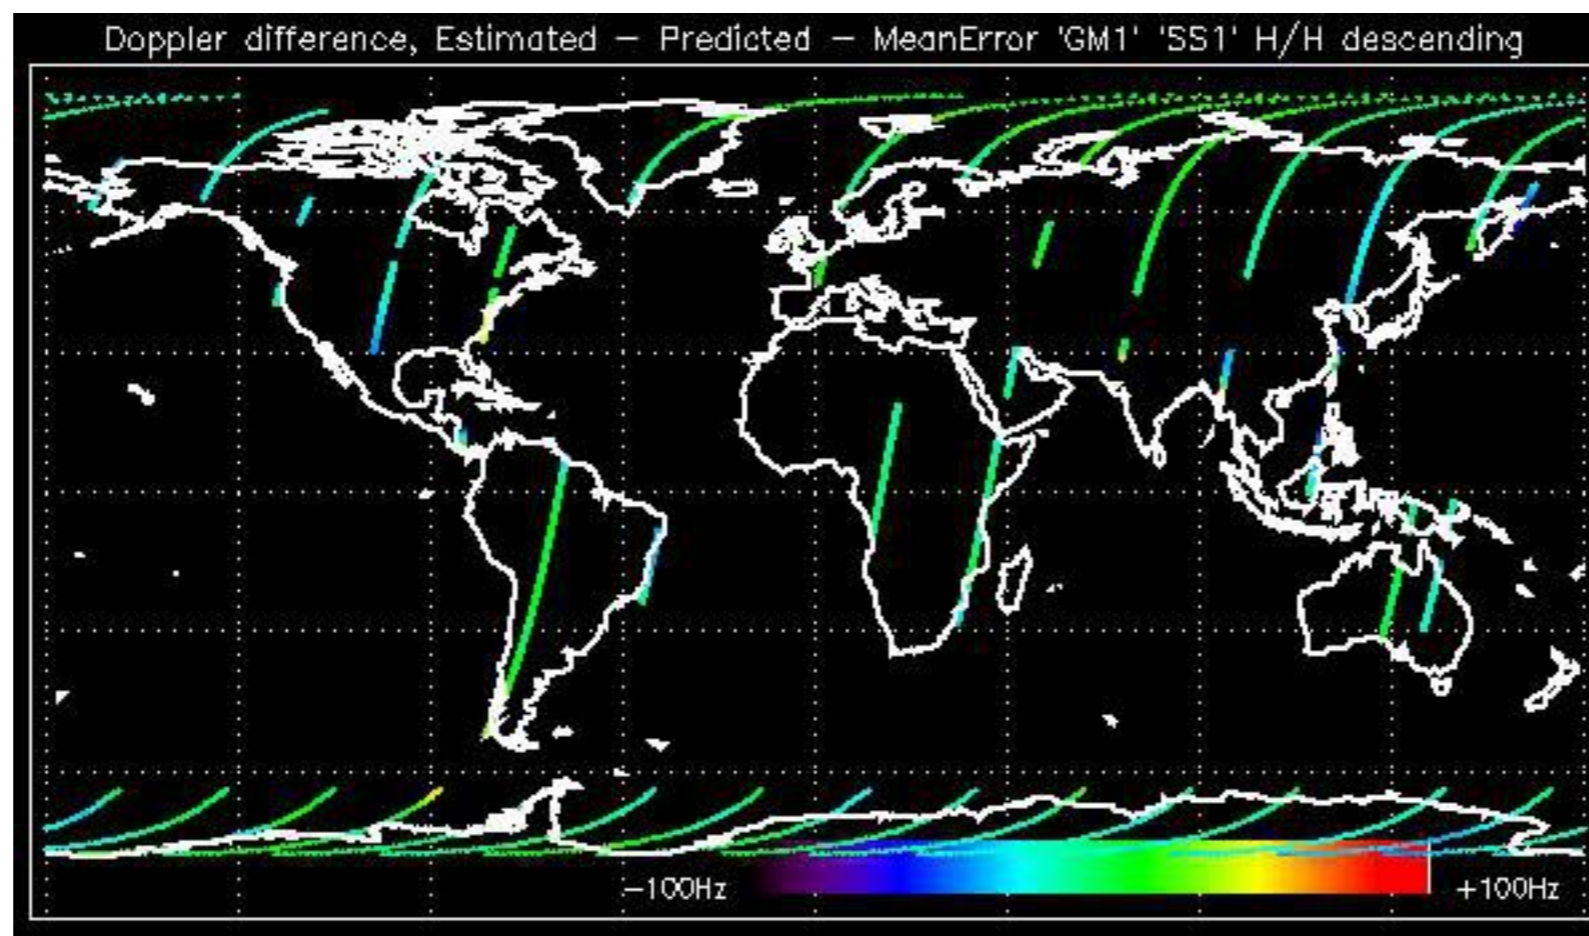 Doppler difference, Estimated – Predicted – MeanError 'GM1' 'SS1' H/H descending
–100Hz +100Hz